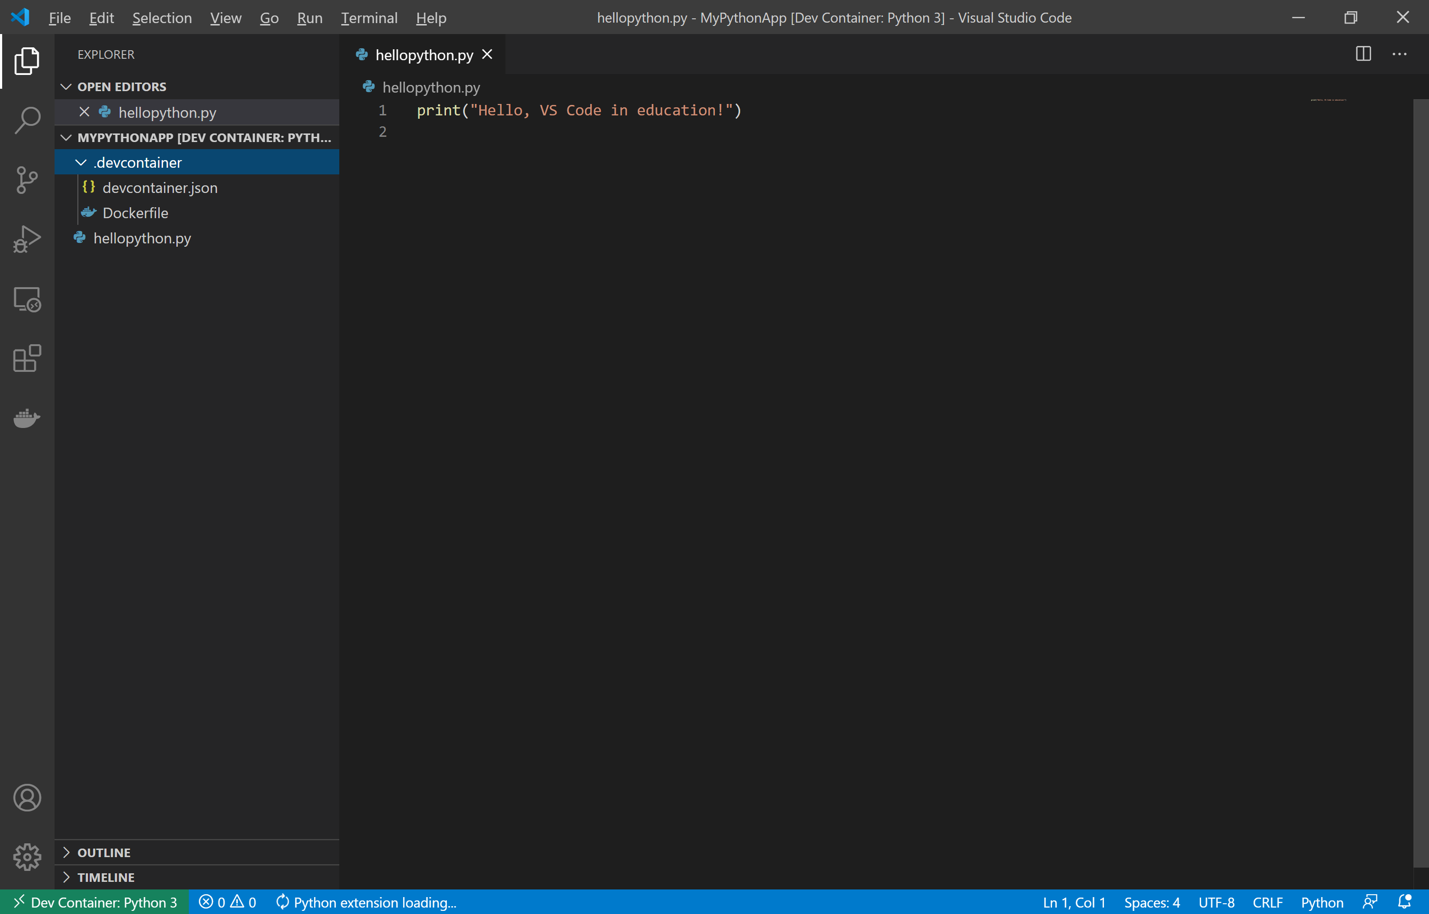 File Edit Selection View Go Run Terminal Help
hellopython.py - MyPythonApp [Dev Container: Python 3] - Visual Studio Code
EXPLORER
OPEN EDITORS
hellopython.py
MYPYTHONAPP [DEV CONTAINER: PYTH...
.devcontainer
{} devcontainer.json
Dockerfile
hellopython.py
OUTLINE
TIMELINE
hellopython.py
hellopython.py
1 print("Hello, VS Code in education!")
2
Dev Container: Python 3 0 0 Python extension loading... Ln 1, Col 1 Spaces: 4 UTF-8 CRLF Python